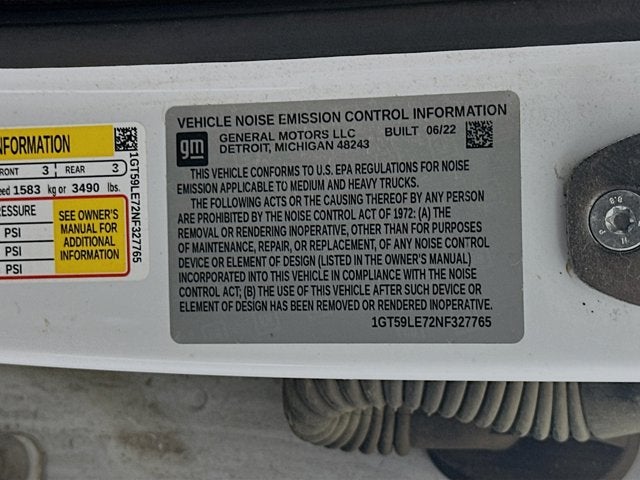 NFORMATION
FRONT 3 REAR 3
eed 1583 kg or 3490 lbs.
PRESSURE
PSI
PSI
PSI
SEE OWNER'S
MANUAL FOR
ADDITIONAL
INFORMATION
1GT59LE72NF327765
VEHICLE NOISE EMISSION CONTROL INFORMATION
gm
GENERAL MOTORS LLC BUILT 06/22
DETROIT, MICHIGAN 48243
THIS VEHICLE CONFORMS TO U.S. EPA REGULATIONS FOR NOISE
EMISSION APPLICABLE TO MEDIUM AND HEAVY TRUCKS.
THE FOLLOWING ACTS OR THE CAUSING THEREOF BY ANY PERSON
ARE PROHIBITED BY THE NOISE CONTROL ACT OF 1972: (A) THE
REMOVAL OR RENDERING INOPERATIVE, OTHER THAN FOR PURPOSES
OF MAINTENANCE, REPAIR, OR REPLACEMENT, OF ANY NOISE CONTROL
DEVICE OR ELEMENT OF DESIGN (LISTED IN THE OWNER'S MANUAL)
INCORPORATED INTO THIS VEHICLE IN COMPLIANCE WITH THE NOISE
CONTROL ACT; (B) THE USE OF THIS VEHICLE AFTER SUCH DEVICE OR
ELEMENT OF DESIGN HAS BEEN REMOVED OR RENDERED INOPERATIVE.
1GT59LE72NF327765
8.8